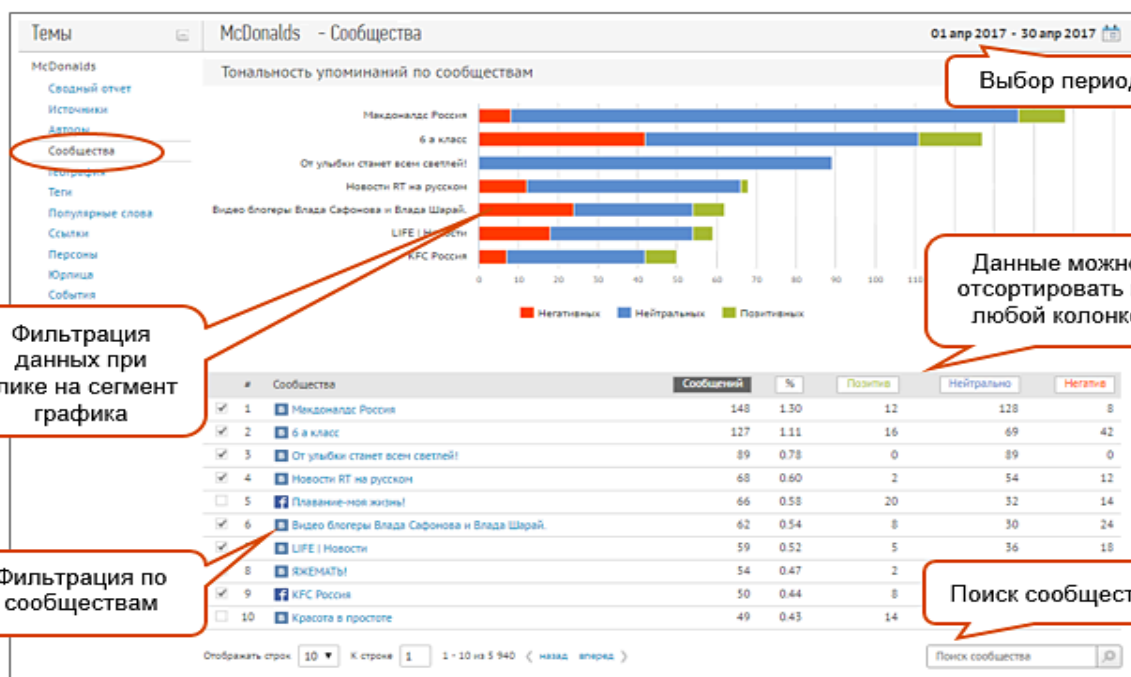 Темы
McDonalds - Сообщества
01 апр 2017 - 30 апр 2017
McDonalds
Сводный отчет
Источники
Авторы
Сообщества
География
Теги
Популярные слова
Ссылки
Персоны
Юрлица
События
Тональность упоминаний по сообществам
Выбор период
Макдоналдс Россия
6 а класс
От улыбки станет всем светлей!
Новости RT на русском
Видео блогеры Влада Сафонова и Влада Шарай.
LIFE | Новости
KFC Россия
0 10 20 30 40 50 60 70 80 90 100 110
Негативных Нейтральных Позитивных
Данные можно
отсортировать
любой колонке
Фильтрация
данных при
клике на сегмент
графика
# Сообщества Сообщений % Позитив Нейтрально Негатив
1 Макдоналдс Россия 148 1.30 12 128 8
2 6 а класс 127 1.11 16 69 42
3 От улыбки станет всем светлей! 89 0.78 0 89 0
4 Новости RT на русском 68 0.60 2 54 12
5 Плавание-моя жизнь! 66 0.58 20 32 14
6 Видео блогеры Влада Сафонова и Влада Шарай. 62 0.54 8 30 24
LIFE | Новости 59 0.52 5 36 18
8 ЯЖЕМАТЬ! 54 0.47 2
9 KFC Россия 50 0.44 8
10 Красота в простоте 49 0.43 14
Фильтрация по
сообществам
Поиск сообщест
Отображать строк 10 К строке 1 1 - 10 из 5 940 назад вперед
Поиск сообщества